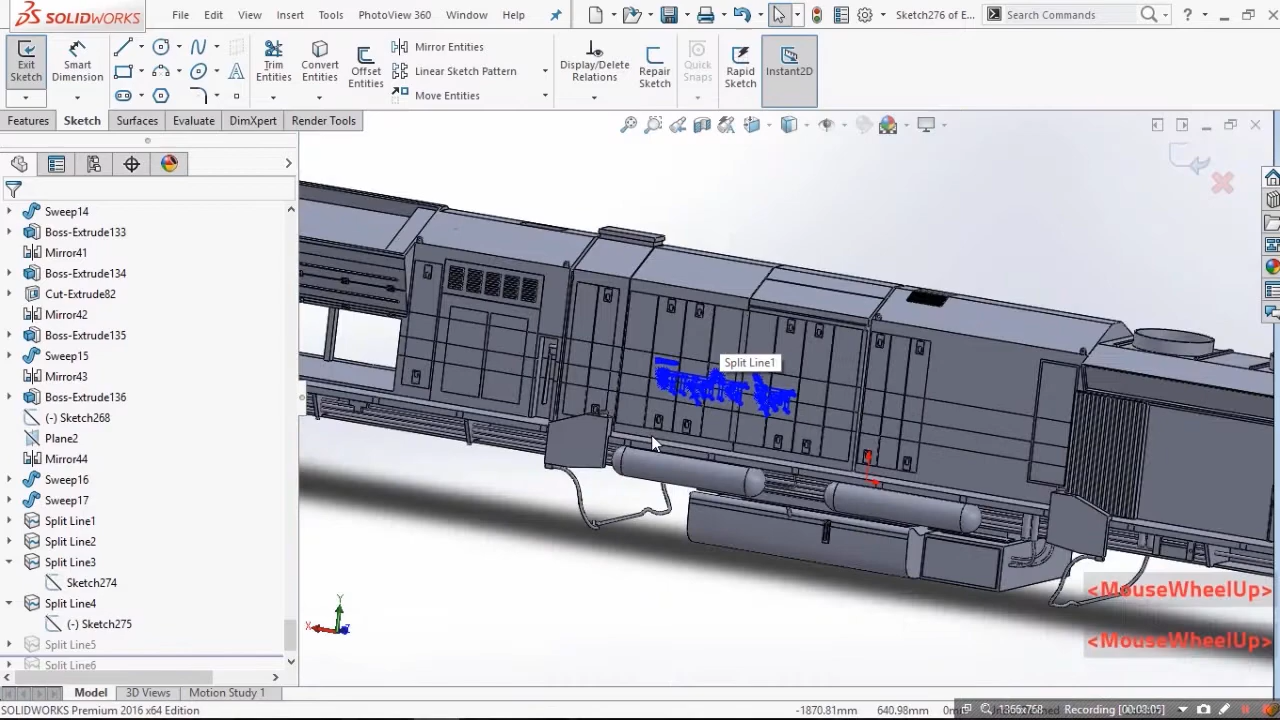 SOLIDWORKS
File Edit View Insert Tools PhotoView 360 Window Help
Sketch276 of E...
Search Commands
Exit Sketch
Smart Dimension
Trim Entities
Convert Entities
Offset Entities
Mirror Entities
Linear Sketch Pattern
Move Entities
Display/Delete Relations
Repair Sketch
Quick Snaps
Rapid Sketch
Instant2D
Features Sketch Surfaces Evaluate DimXpert Render Tools
Sweep14
Boss-Extrude133
Mirror41
Boss-Extrude134
Cut-Extrude82
Mirror42
Boss-Extrude135
Sweep15
Mirror43
Boss-Extrude136
(-) Sketch268
Plane2
Mirror44
Sweep16
Sweep17
Split Line1
Split Line2
Split Line3
Sketch274
Split Line4
(-) Sketch275
Split Line5
Split Line6
Split Line1
Y
X
Z
<MouseWheelUp>
<MouseWheelUp>
Model 3D Views Motion Study 1
SOLIDWORKS Premium 2016 x64 Edition
-1870.81mm 640.98mm
1366x768 Recording [00:08:05]